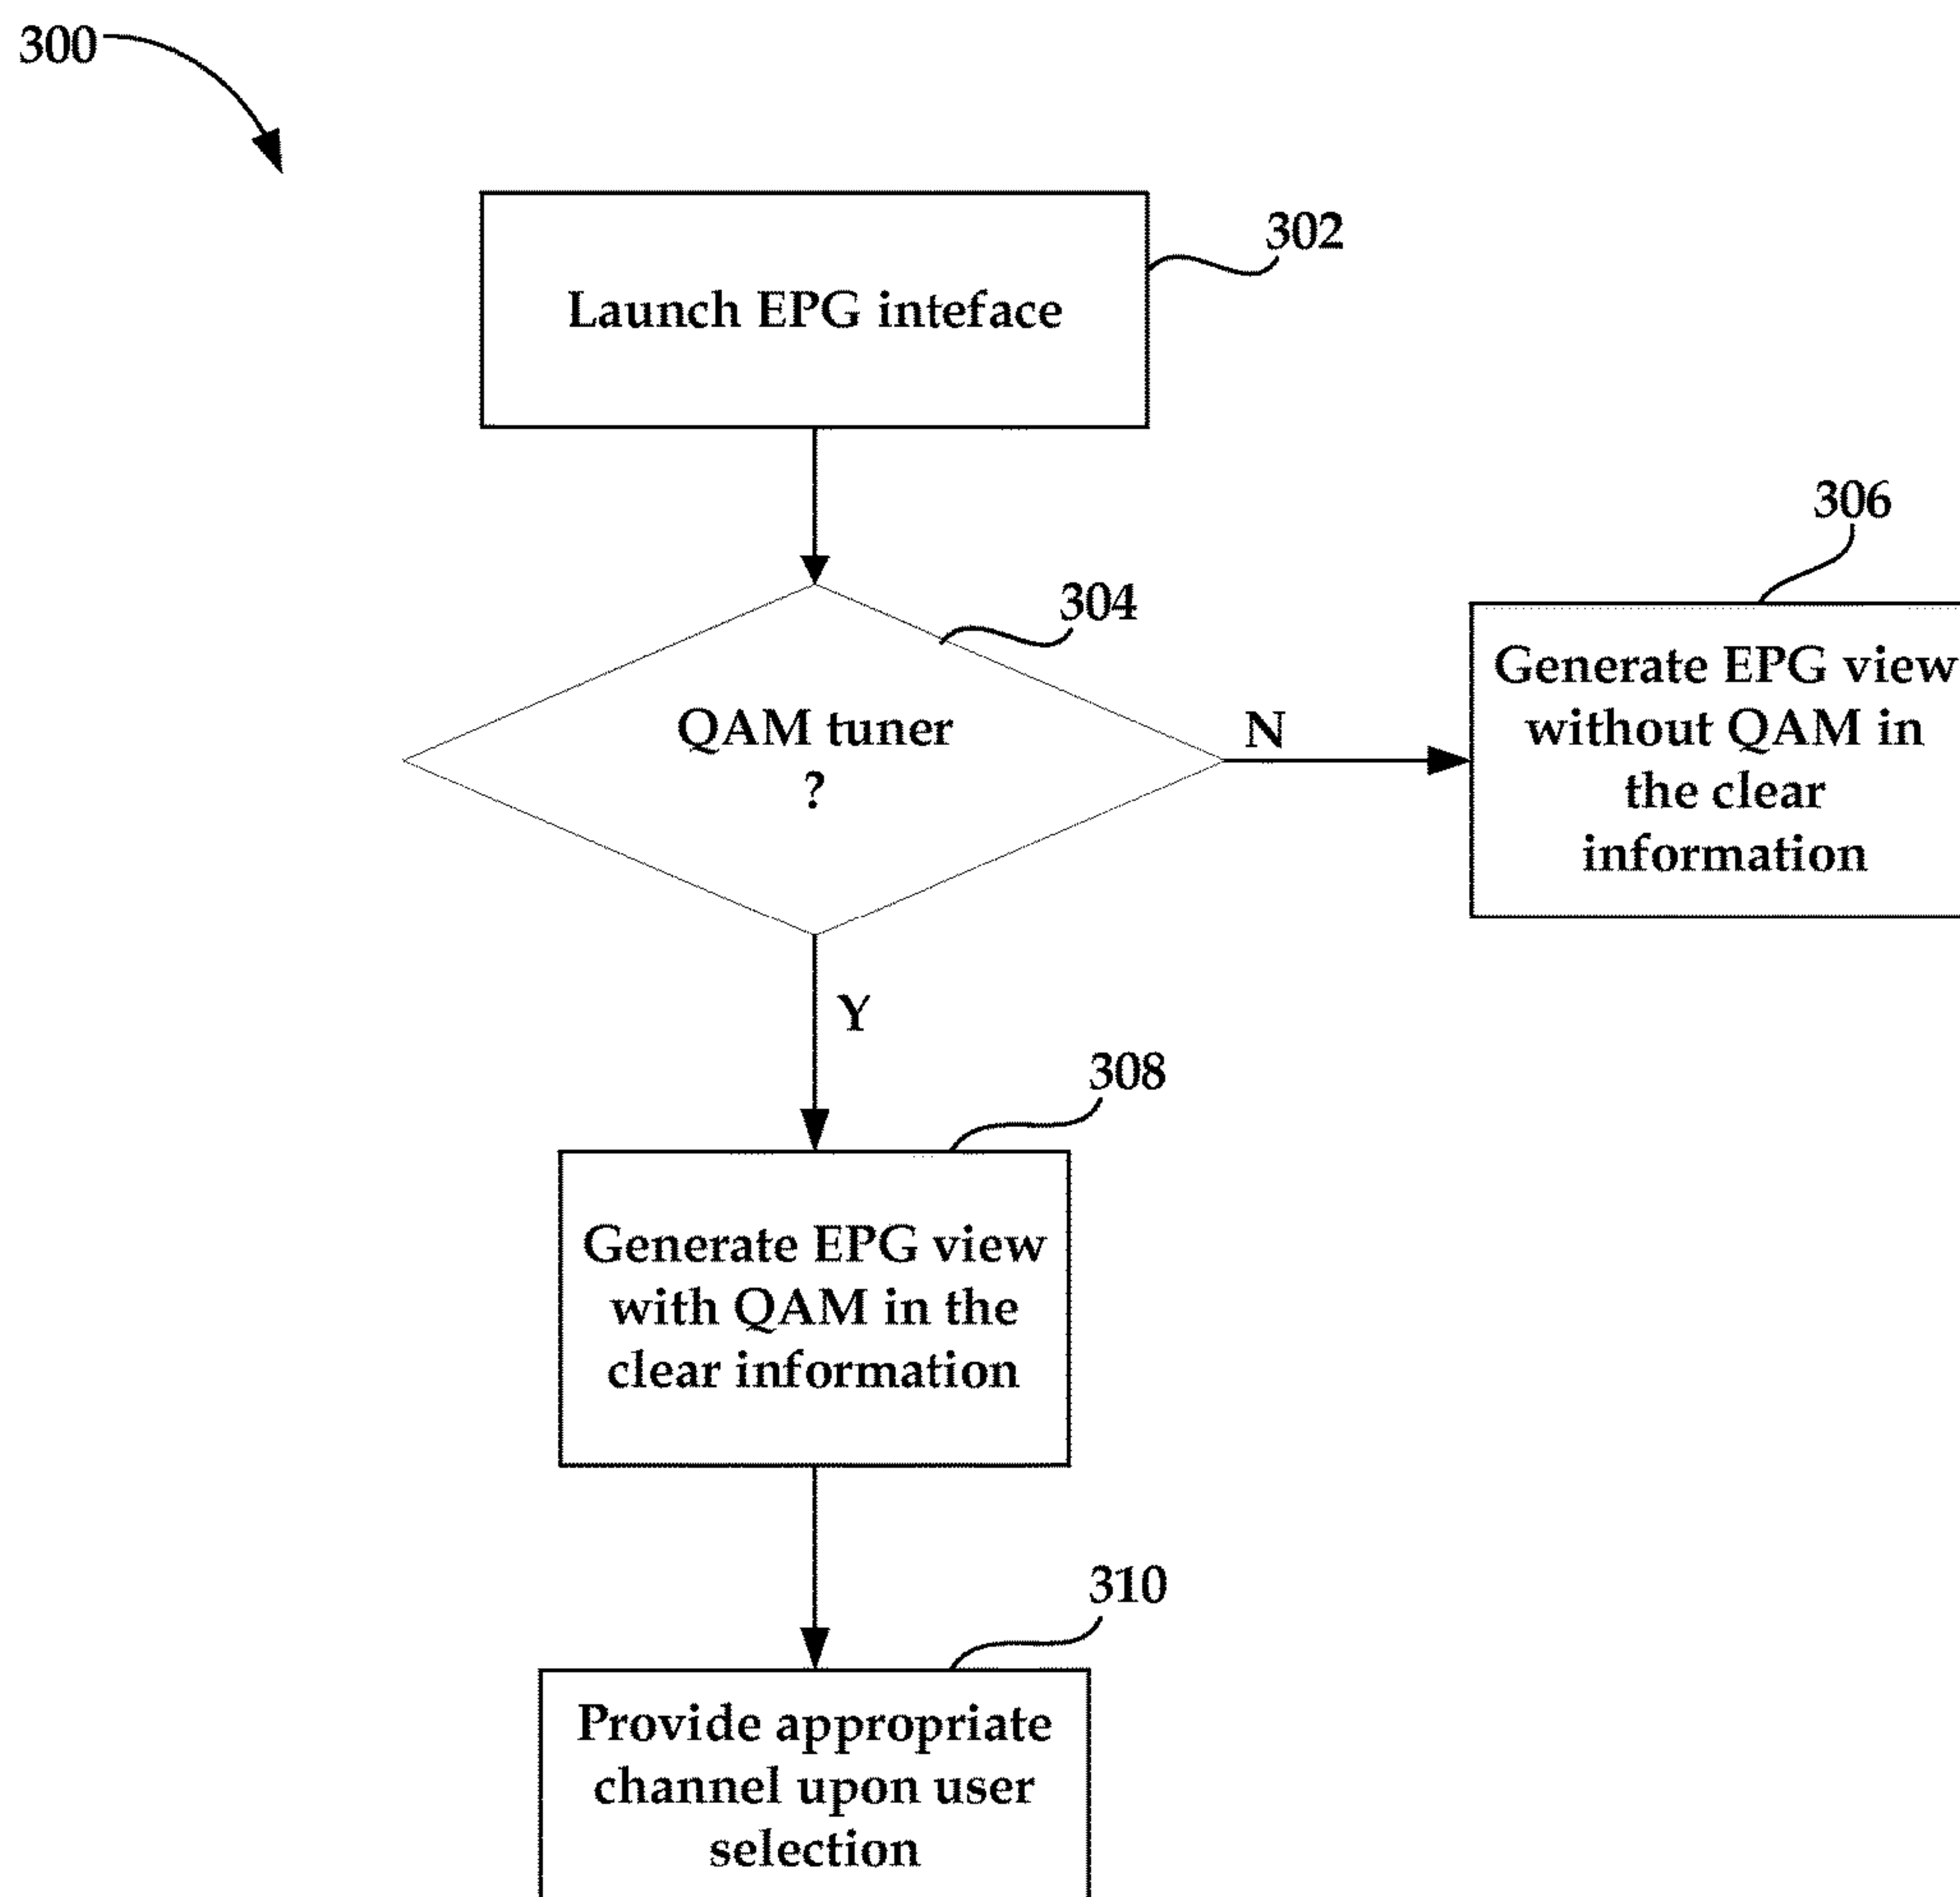 300
302
Launch EPG inteface
306
304
Generate EPG view
without QAM in
the clear
information
QAM tuner
?
N
Y
308
Generate EPG view
with QAM in the
clear information
310
Provide appropriate
channel upon user
selection